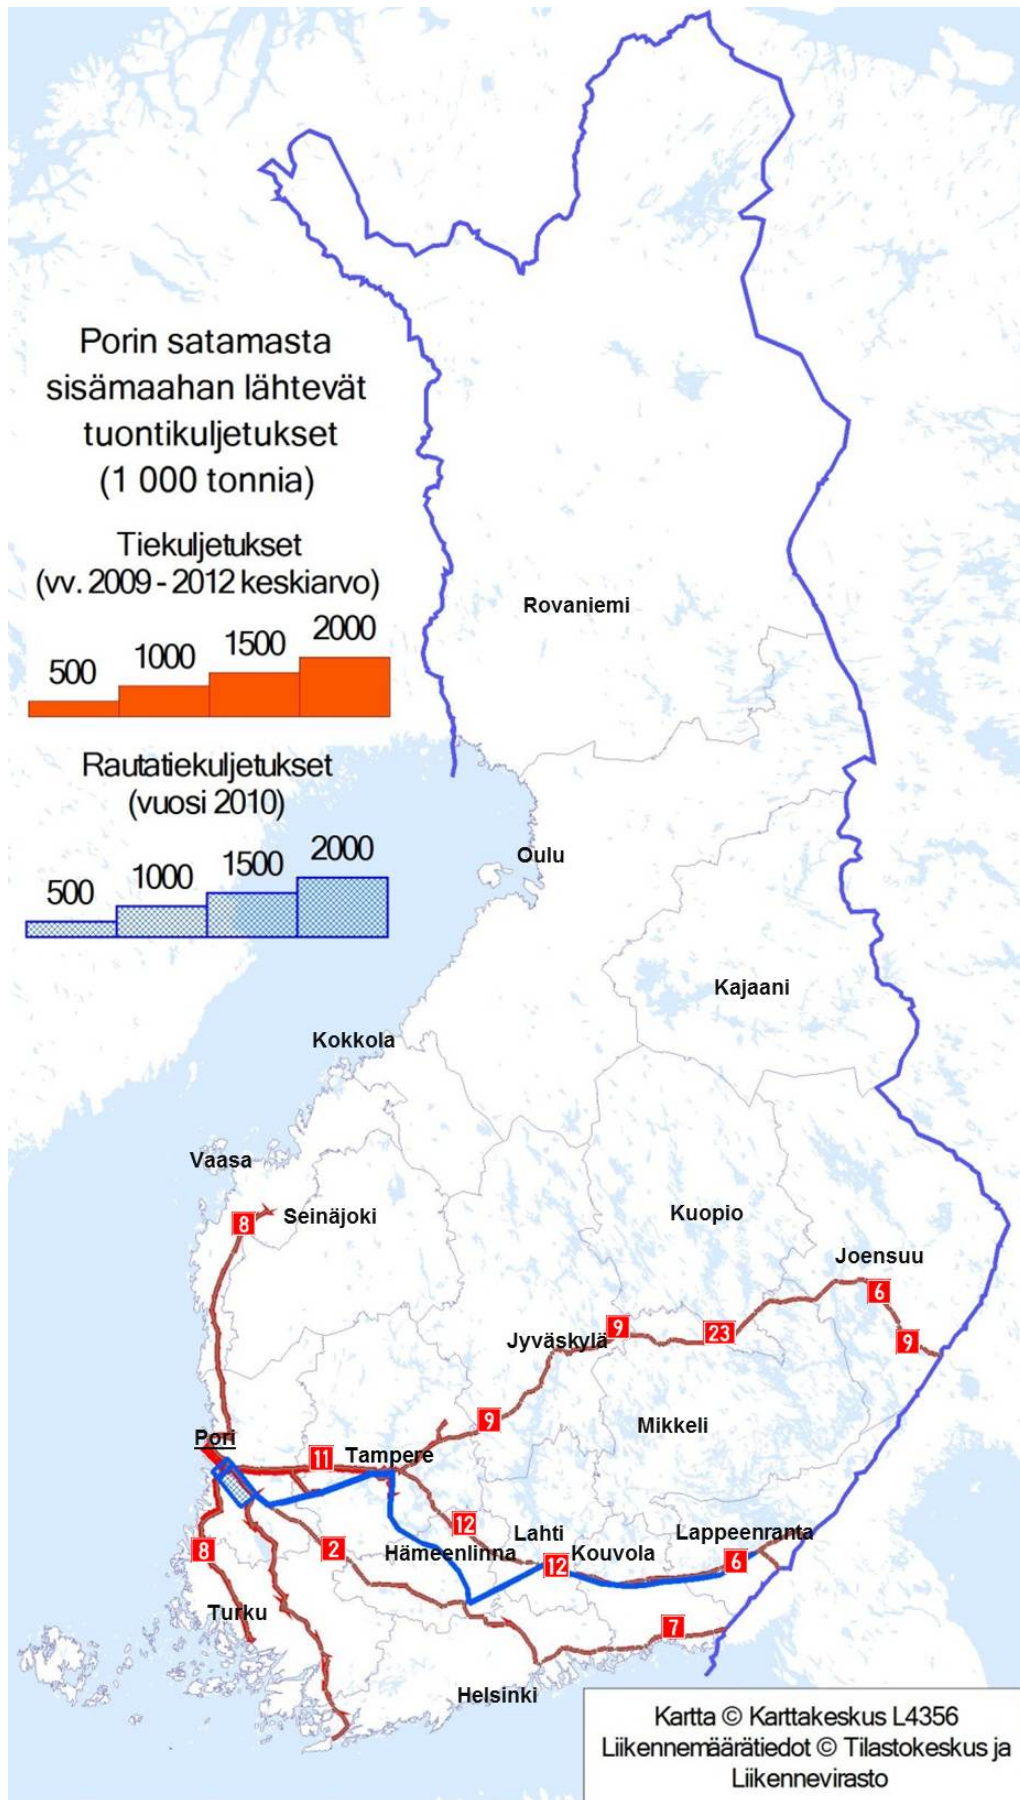 Porin satamasta
sisämaahan lähtevät
tuontikuljetukset
(1 000 tonnia)
Tiekuljetukset
(vv. 2009 - 2012 keskiarvo)
500 1000 1500 2000
Rautatiekuljetukset
(vuosi 2010)
500 1000 1500 2000
Rovaniemi
Oulu
Kajaani
Kokkola
Vaasa
8 Seinäjoki
Kuopio
Joensuu
6
Jyväskylä 9 23 9
9
Mikkeli
Pori
11 Tampere
12 Lahti Lappeenranta
8 2 Hämeenlinna 12 Kouvola 6
Turku
7
Helsinki
Kartta © Karttakeskus L4356
Liikennemäärätiedot © Tilastokeskus ja
Liikennevirasto